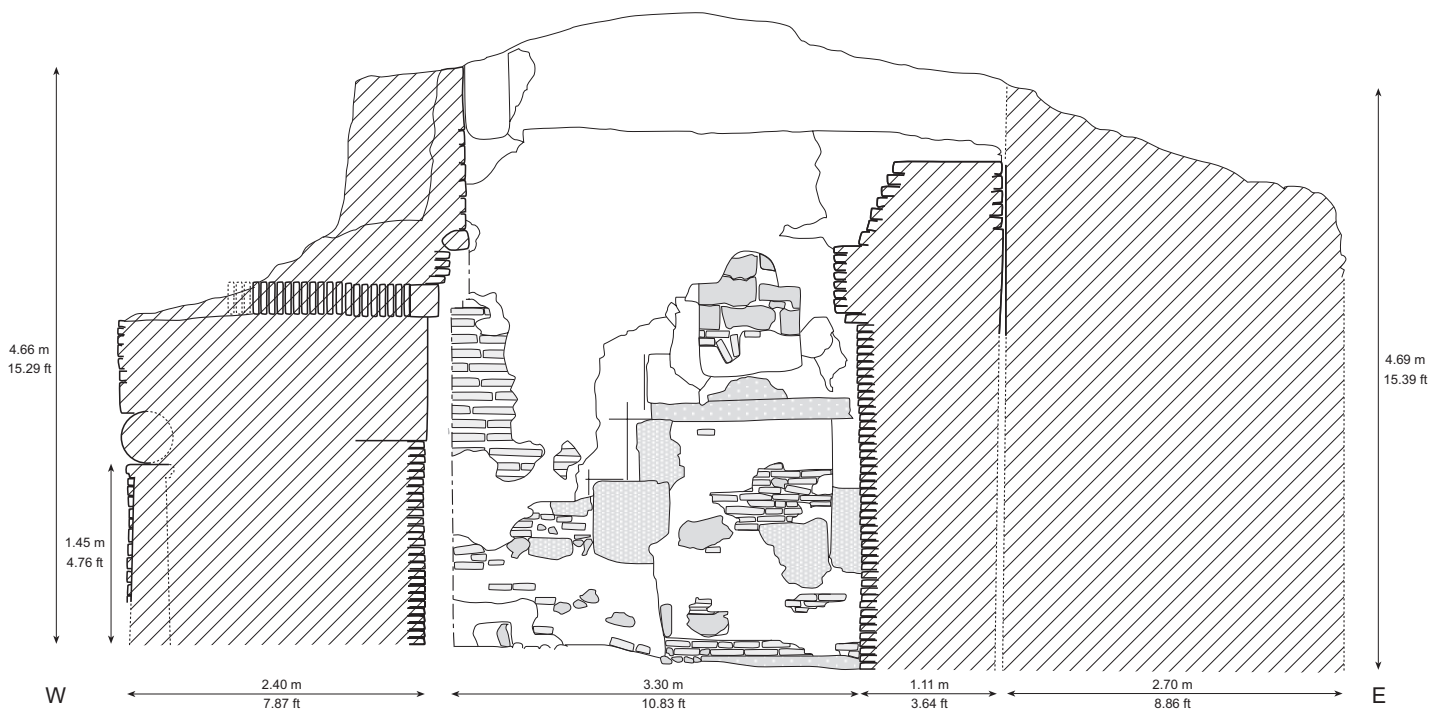 4.66 m
15.29 ft
4.69 m
15.39 ft
1.45 m
4.76 ft
W
2.40 m
7.87 ft
3.30 m
10.83 ft
1.11 m
3.64 ft
2.70 m
8.86 ft
E